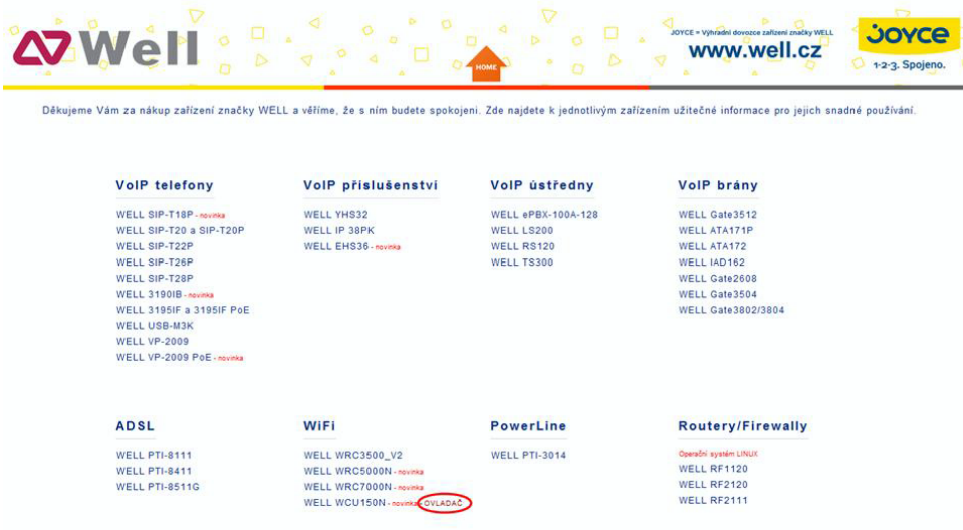 Well
HOME
JOYCE = Výhradní dovozce zařízení značky WELL
www.well.cz
JOYCE
1-2-3. Spojeno.
Děkujeme Vám za nákup zařízení značky WELL a věříme, že s ním budete spokojeni. Zde najdete k jednotlivým zařízením užitečné informace pro jejich snadné používání.
VoIP telefony
WELL SIP-T18P - novinka
WELL SIP-T20 a SIP-T20P
WELL SIP-T22P
WELL SIP-T26P
WELL SIP-T28P
WELL 3190IB - novinka
WELL 3195IF a 3195IF PoE
WELL USB-M3K
WELL VP-2009
WELL VP-2009 PoE - novinka
VoIP příslušenství
WELL YHS32
WELL IP 38PK
WELL EHS36 - novinka
VoIP ústředny
WELL ePBX-100A-128
WELL LS200
WELL RS120
WELL TS300
VoIP brány
WELL Gate3512
WELL ATA171P
WELL ATA172
WELL IAD162
WELL Gate2608
WELL Gate3504
WELL Gate3802/3804
ADSL
WELL PTI-8111
WELL PTI-8411
WELL PTI-8511G
WiFi
WELL WRC3500_V2
WELL WRC5000N - novinka
WELL WRC7000N - novinka
WELL WCU150N - novinka - OVLADAČ
PowerLine
WELL PTI-3014
Routery/Firewally
Operační systém LINUX
WELL RF1120
WELL RF2120
WELL RF2111